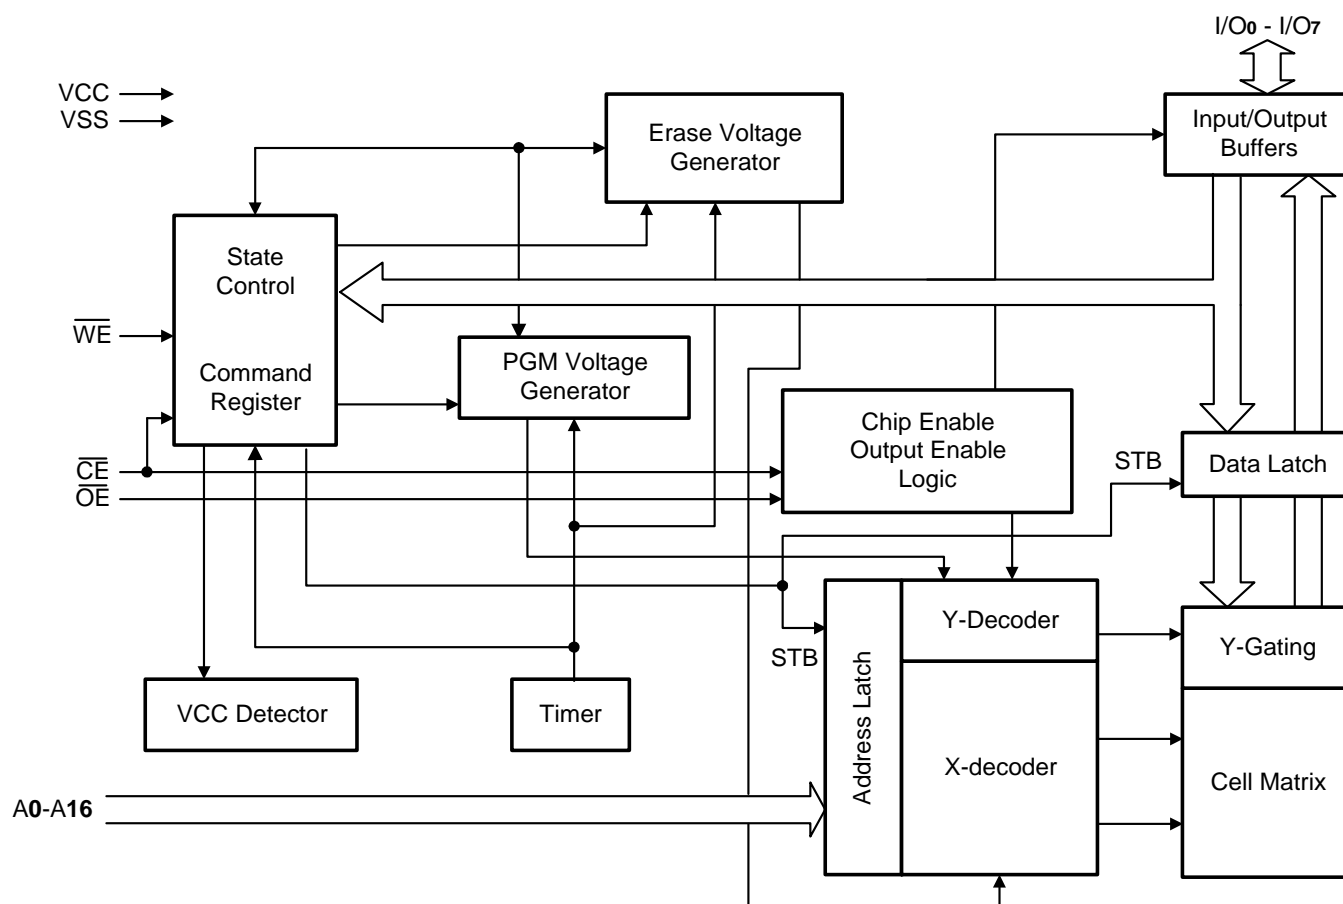 I/O0 - I/O7
VCC
VSS
Erase Voltage
Generator
Input/Output
Buffers
State
Control
WE
Command
Register
PGM Voltage
Generator
Chip Enable
Output Enable
Logic
CE
OE
STB
Data Latch
Y-Decoder
STB
Y-Gating
VCC Detector
Timer
Address Latch
X-decoder
Cell Matrix
A0-A16